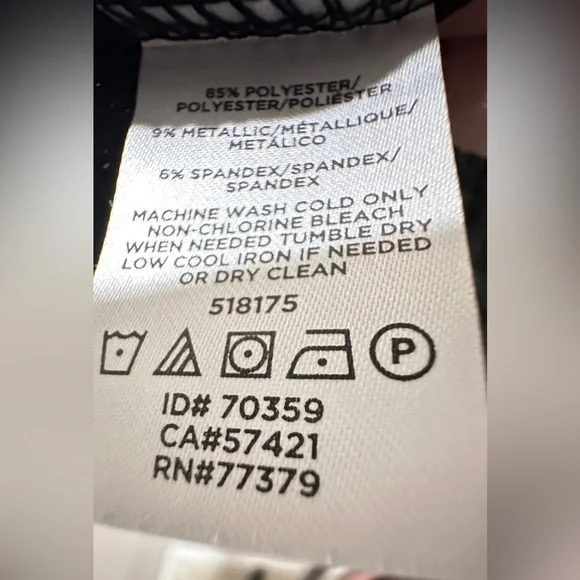 85% POLYESTER/
POLYESTER/POLIÉSTER
9% METALLIC/MÉTALLIQUE/
METÁLICO
6% SPANDEX/SPANDEX/
SPANDEX
MACHINE WASH COLD ONLY
NON-CHLORINE BLEACH
WHEN NEEDED TUMBLE DRY
LOW COOL IRON IF NEEDED
OR DRY CLEAN
518175
P
ID# 70359
CA#57421
RN#77379